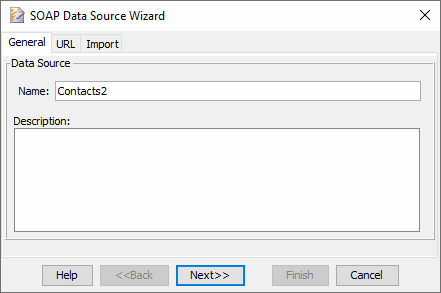 SOAP Data Source Wizard
General URL Import
Data Source
Name: Contacts2
Description:
Help <<Back Next>> Finish Cancel